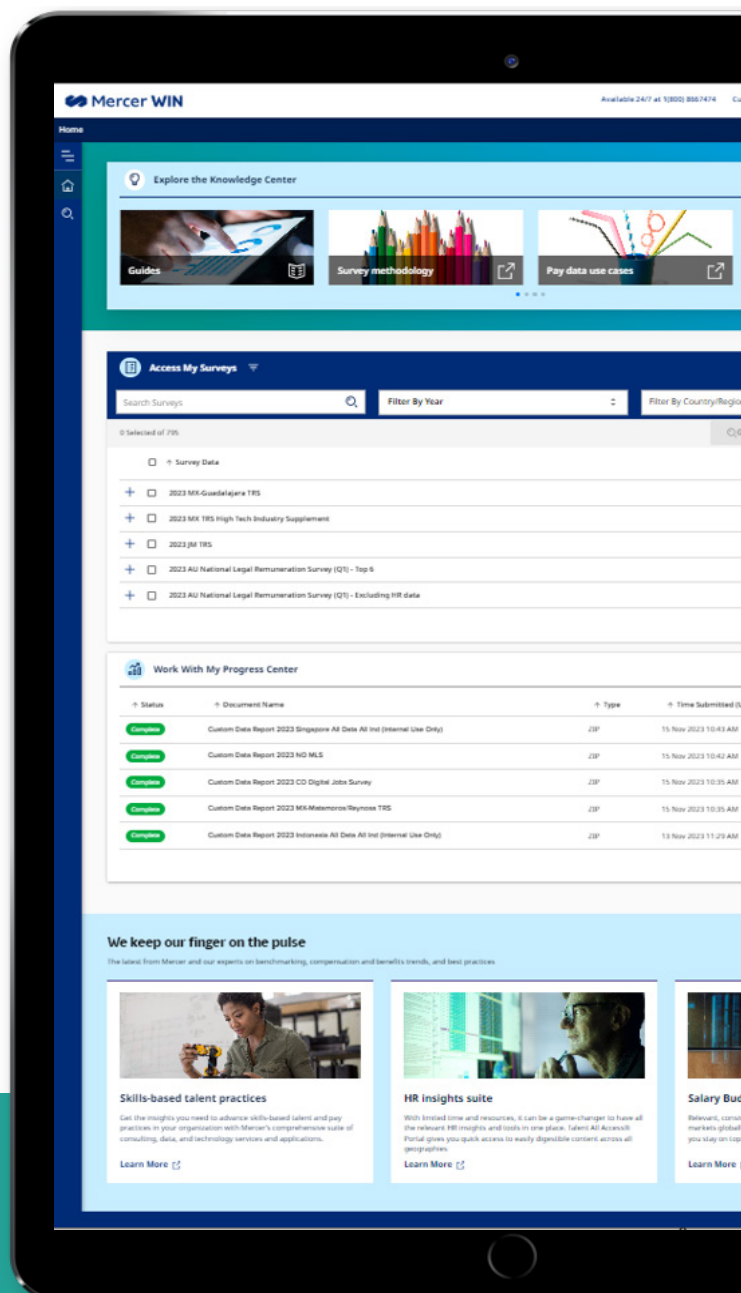 Mercer WIN
Available 24/7 at 1(800) 8667474 Cu
Home
Explore the Knowledge Center
Guides
Survey methodology
Pay data use cases
Access My Surveys
Search Surveys
Filter By Year
Filter By Country/Region
0 Selected of 795
↑ Survey Data
2023 MX-Guadalajara TRS
2023 MX TRS High Tech Industry Supplement
2023 JM TRS
2023 AU National Legal Remuneration Survey (Q1) - Top 6
2023 AU National Legal Remuneration Survey (Q1) - Excluding HR data
Work With My Progress Center
↑ Status ↑ Document Name ↑ Type ↑ Time Submitted (U
Complete Custom Data Report 2023 Singapore All Data All Ind (Internal Use Only) ZIP 15 Nov 2023 10:43 AM
Complete Custom Data Report 2023 NO MLS ZIP 15 Nov 2023 10:42 AM
Complete Custom Data Report 2023 CO Digital Jobs Survey ZIP 15 Nov 2023 10:35 AM
Complete Custom Data Report 2023 MX-Matamoros/Reynosa TRS ZIP 15 Nov 2023 10:35 AM
Complete Custom Data Report 2023 Indonesia All Data All Ind (Internal Use Only) ZIP 13 Nov 2023 11:29 AM
We keep our finger on the pulse
The latest from Mercer and our experts on benchmarking, compensation and benefits trends, and best practices
Skills-based talent practices
Get the insights you need to advance skills-based talent and pay
practices in your organization with Mercer's comprehensive suite of
consulting, data, and technology services and applications.
Learn More
HR insights suite
With limited time and resources, it can be a game-changer to have all
the relevant HR insights and tools in one place. Talent All Access®
Portal gives you quick access to easily digestible content across all
geographies.
Learn More
Salary Bud
Relevant, consi
markets globall
you stay on top
Learn More